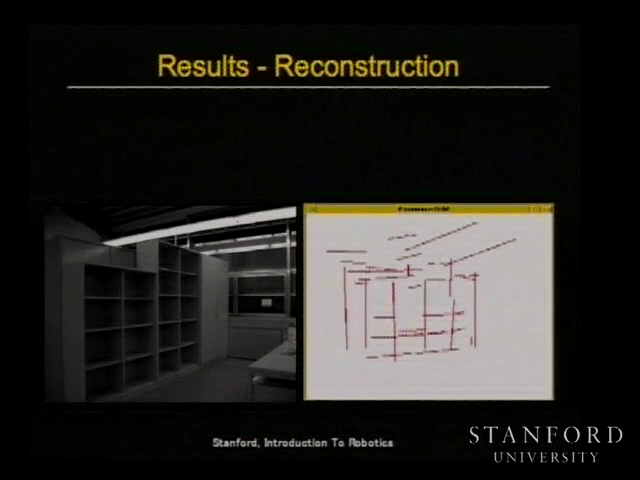 Results - Reconstruction
Stanford, Introduction To Robotics
STANFORD
UNIVERSITY